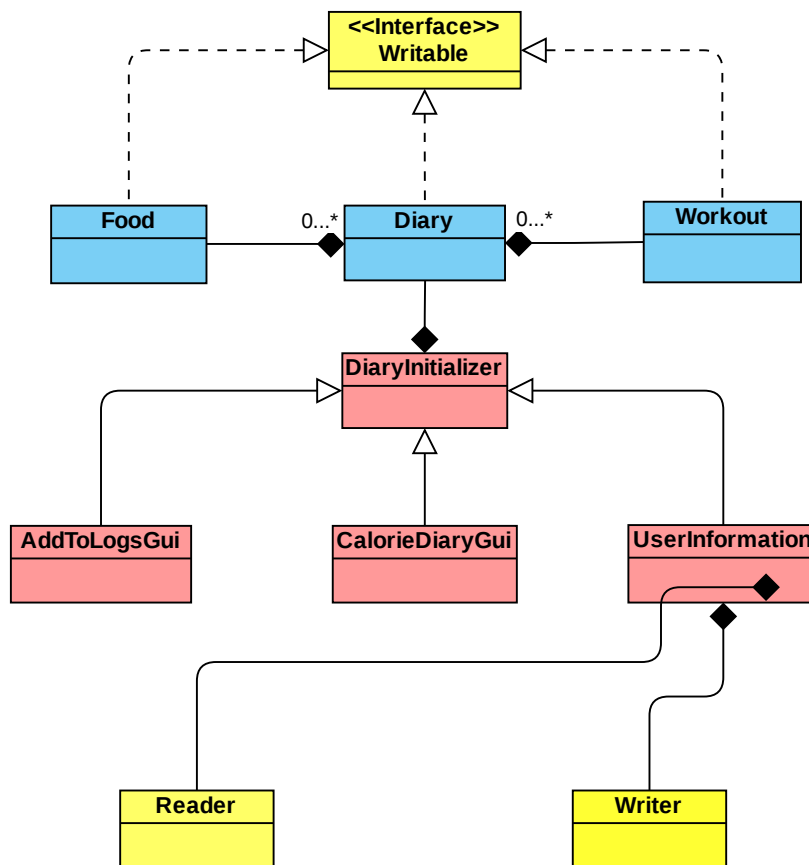 <<Interface>>
Writable
Food
0...*
Diary
0...*
Workout
DiaryInitializer
AddToLogsGui
CalorieDiaryGui
UserInformation
Reader
Writer